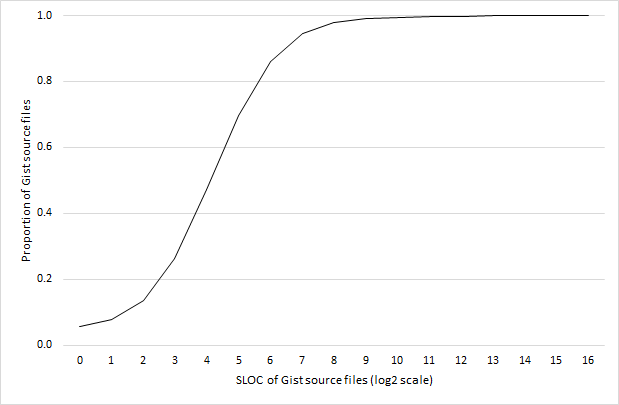 1.0
0.8
0.6
0.4
0.2
0.0
Proportion of Gist source files
0 1 2 3 4 5 6 7 8 9 10 11 12 13 14 15 16
SLOC of Gist source files (log2 scale)